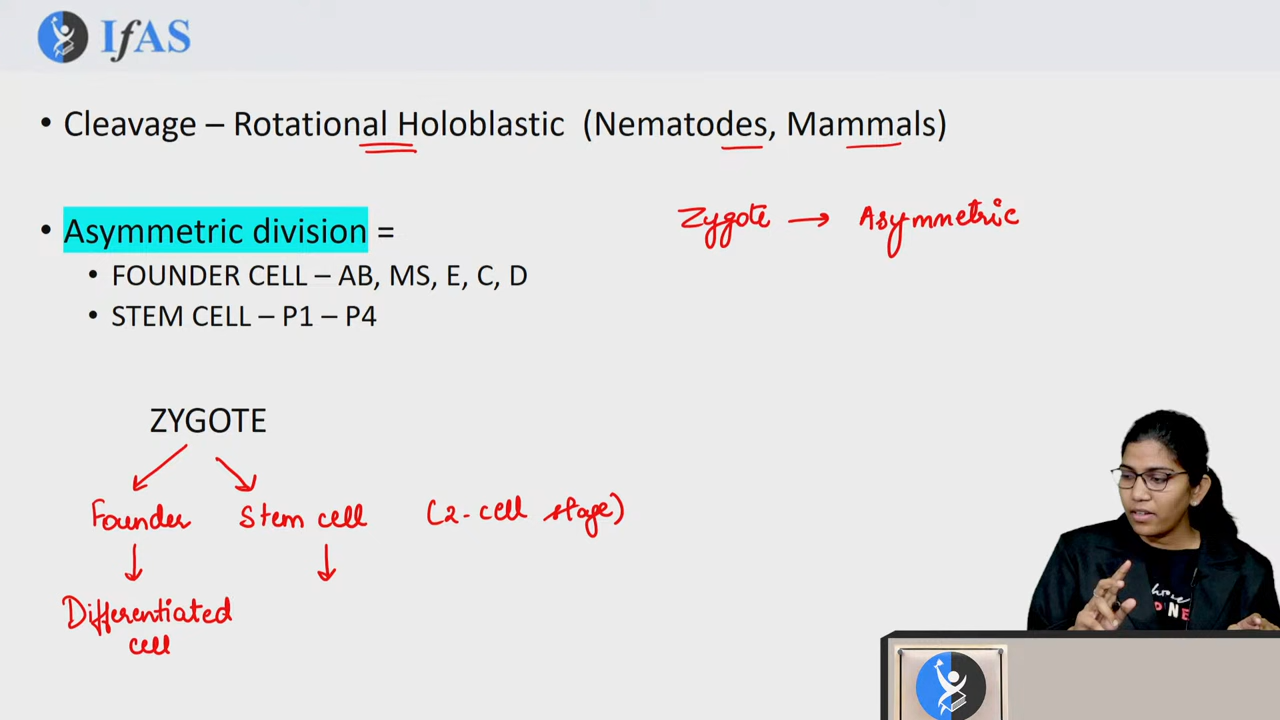 IfAS
• Cleavage – Rotational Holoblastic (Nematodes, Mammals)
Zygote → Asymmetric
• Asymmetric division =
• FOUNDER CELL – AB, MS, E, C, D
• STEM CELL – P1 – P4
ZYGOTE
Founder Stem cell (2-cell stage)
Differentiated
cell